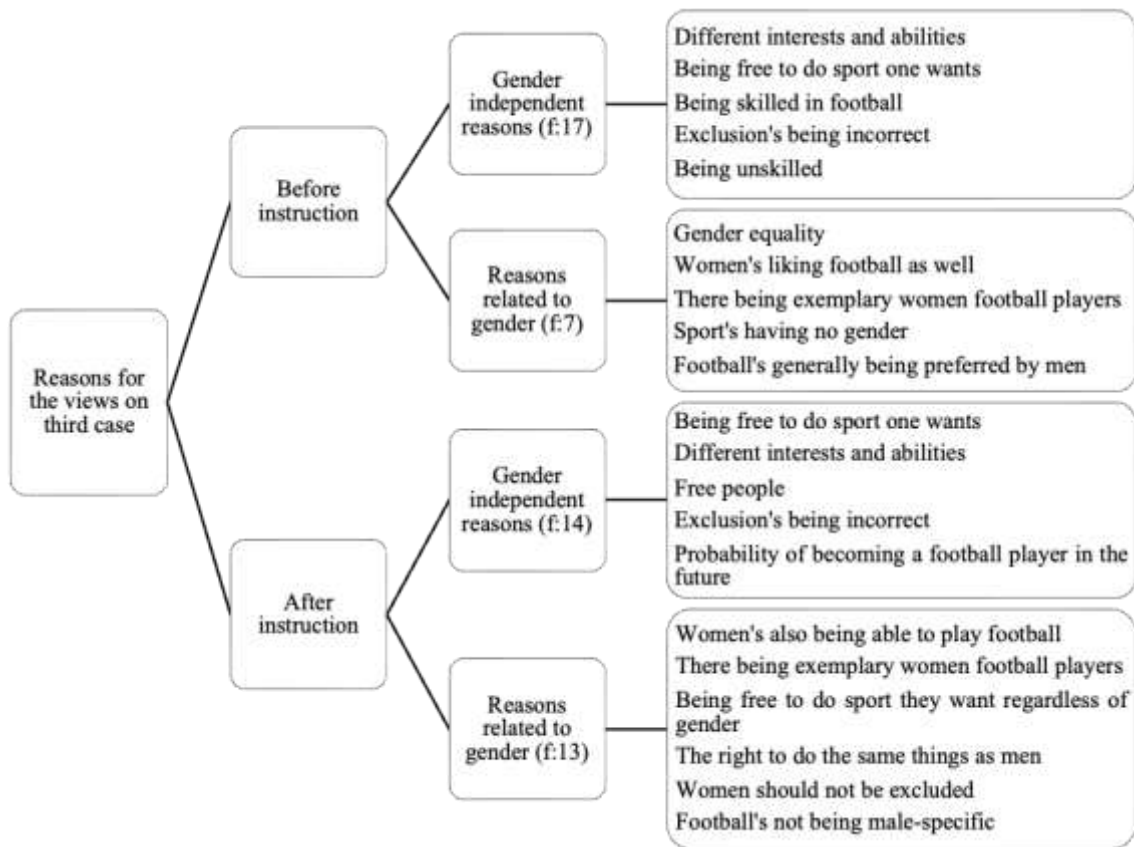 Reasons for
the views on
third case
Before
instruction
Gender
independent
reasons (f:17)
Different interests and abilities
Being free to do sport one wants
Being skilled in football
Exclusion's being incorrect
Being unskilled
Reasons
related to
gender (f:7)
Gender equality
Women's liking football as well
There being exemplary women football players
Sport's having no gender
Football's generally being preferred by men
After
instruction
Gender
independent
reasons (f:14)
Being free to do sport one wants
Different interests and abilities
Free people
Exclusion's being incorrect
Probability of becoming a football player in the
future
Reasons
related to
gender (f:13)
Women's also being able to play football
There being exemplary women football players
Being free to do sport they want regardless of
gender
The right to do the same things as men
Women should not be excluded
Football's not being male-specific